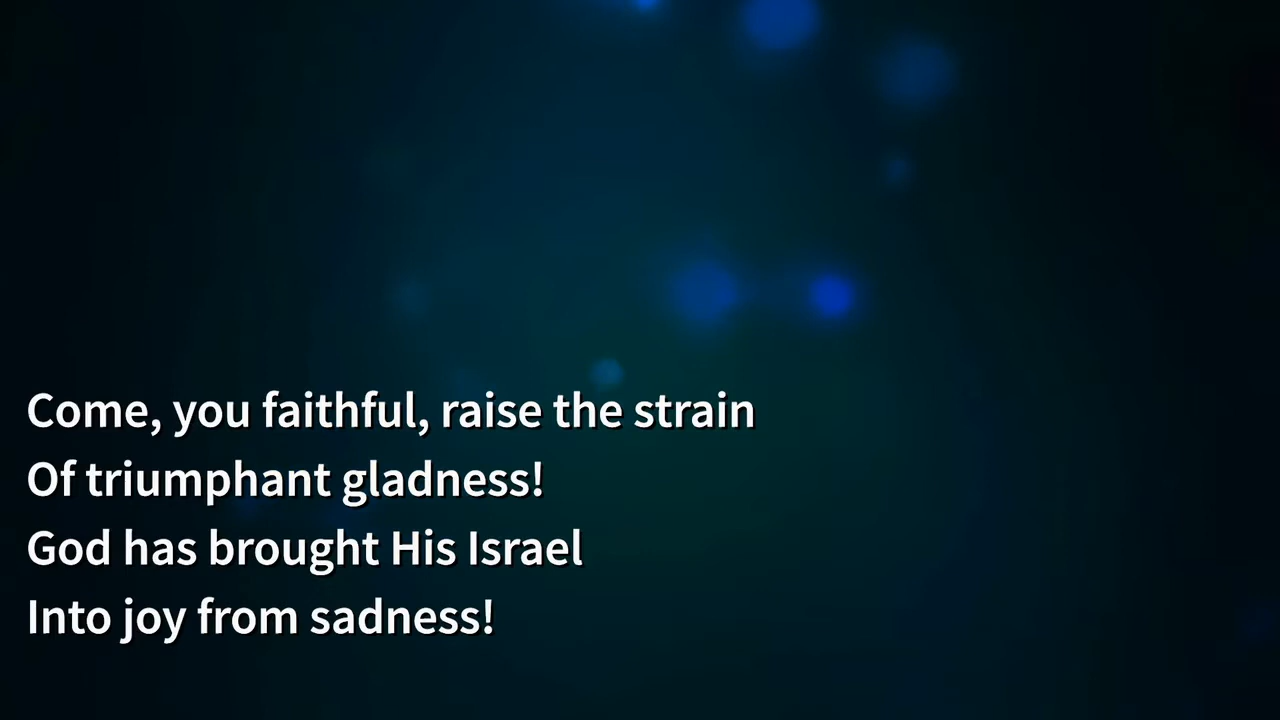 Come, you faithful, raise the strain
Of triumphant gladness!
God has brought His Israel
Into joy from sadness!